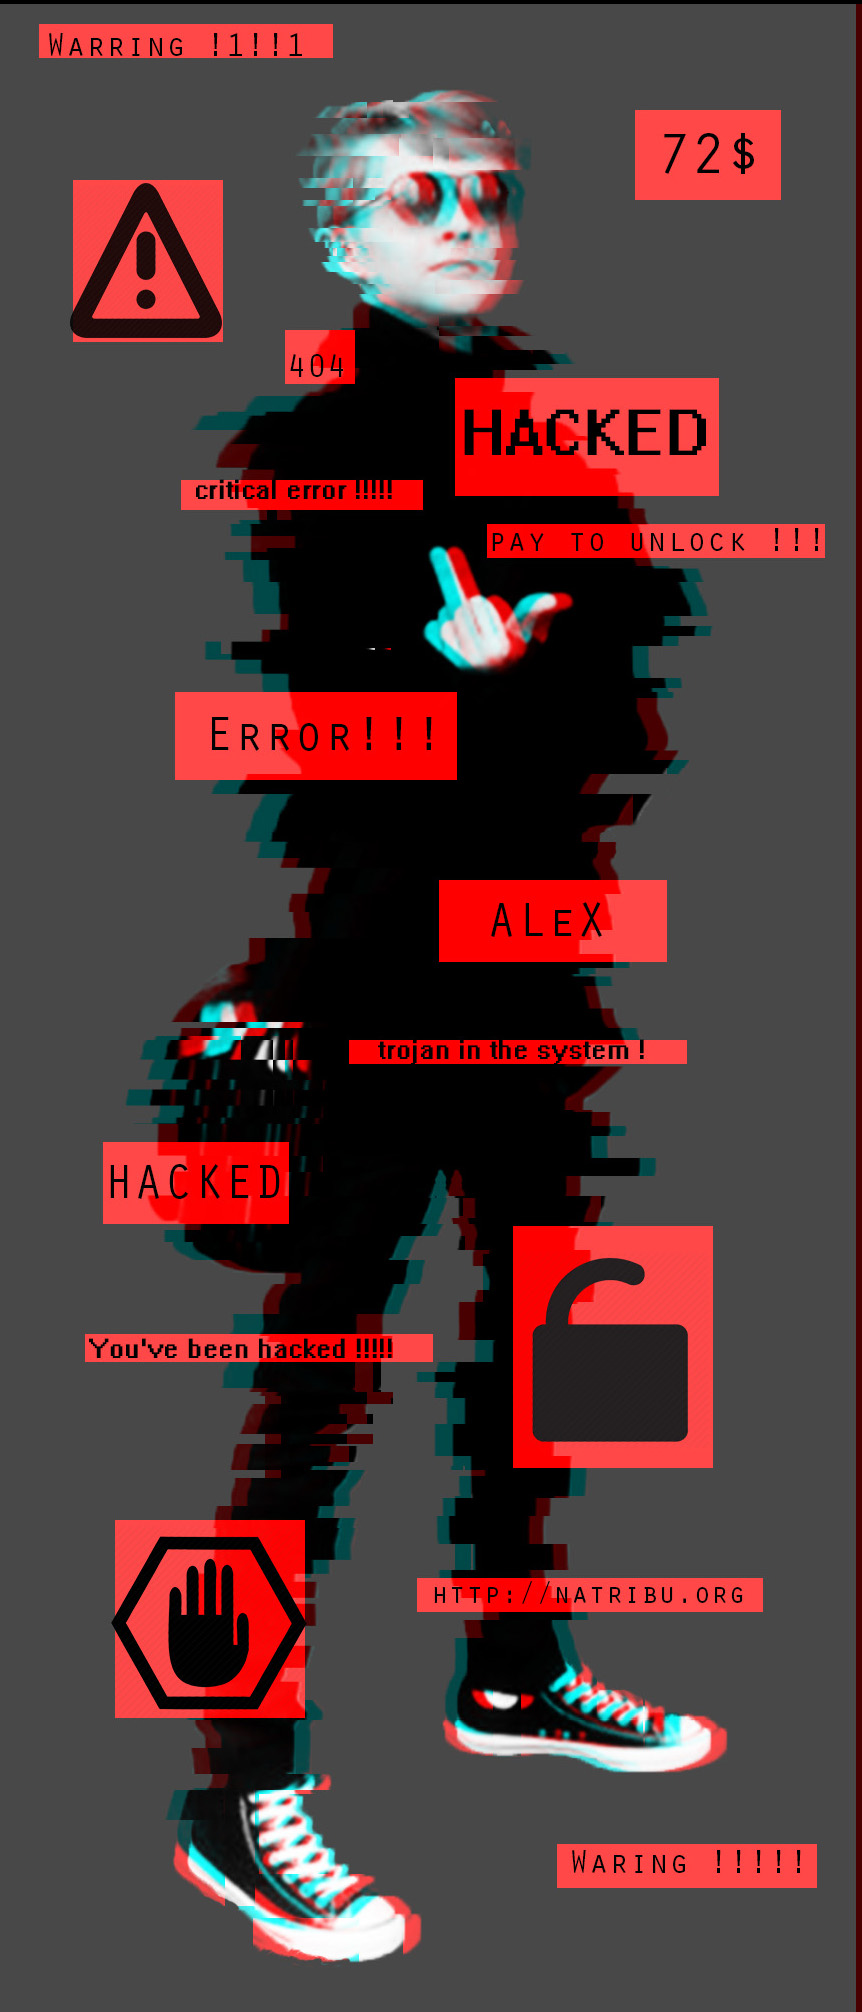 WARRING !1!!1
72$
404
HACKED
critical error !!!!!
PAY TO UNLOCK !!!
ERROR!!!
ALEX
trojan in the system !
HACKED
You've been hacked !!!!!
HTTP://NATRIBU.ORG
WARING !!!!!